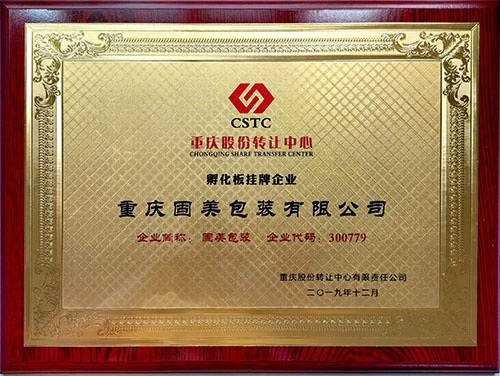 CSTC
重庆股份转让中心
CHONGQING SHARE TRANSFER CENTER
孵化板挂牌企业
重庆固美包装有限公司
企业简称：固美包装 企业代码：300779
重庆股份转让中心有限责任公司
二〇一九年十二月